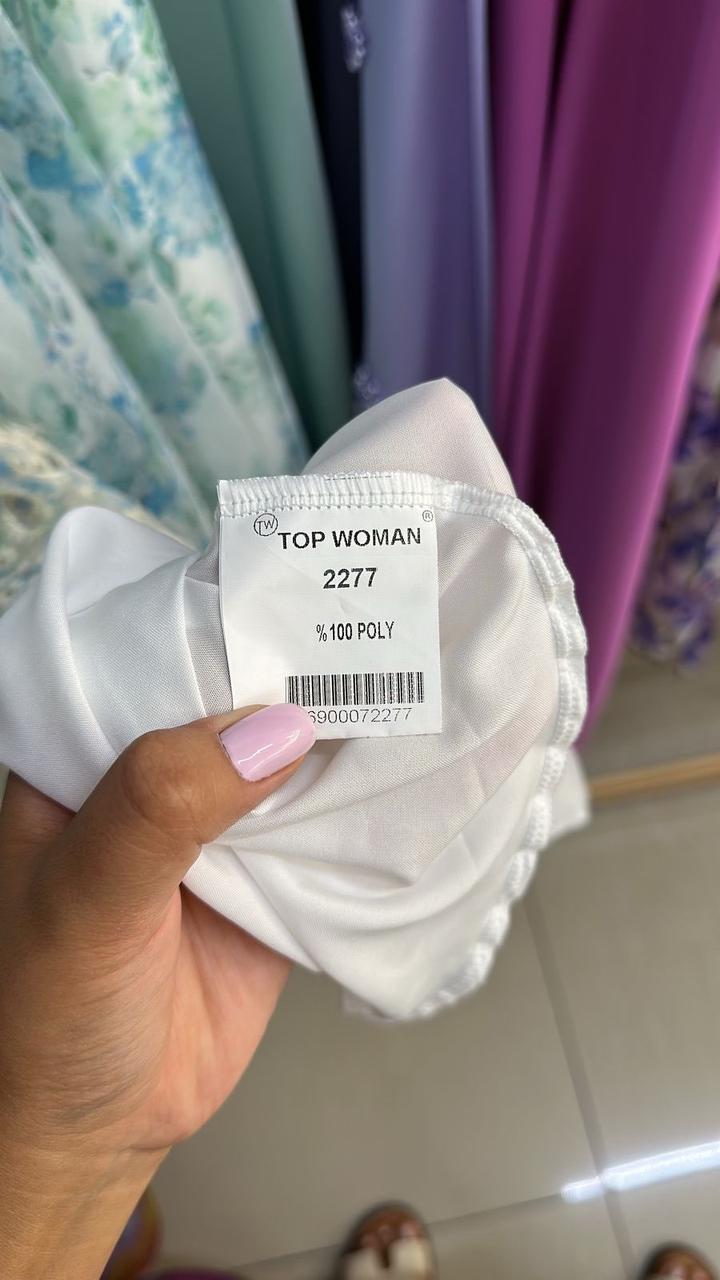 TW ®
TOP WOMAN
2277
%100 POLY
6900072277